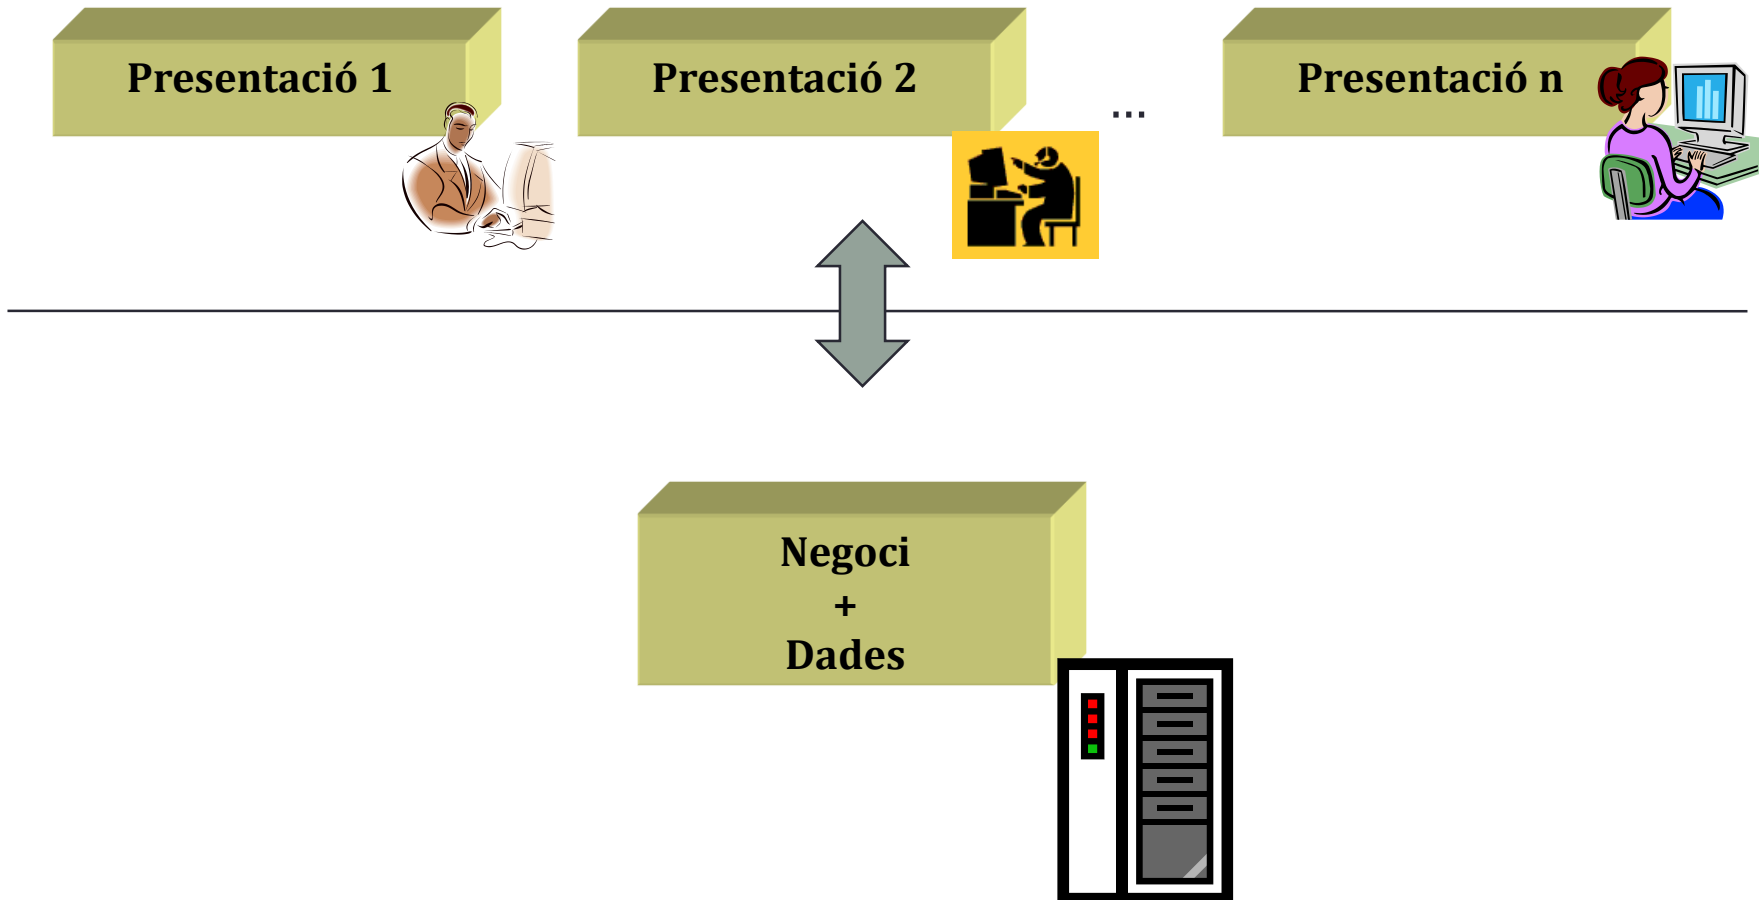 Presentació 1
Presentació 2
...
Presentació n
Negoci
+
Dades